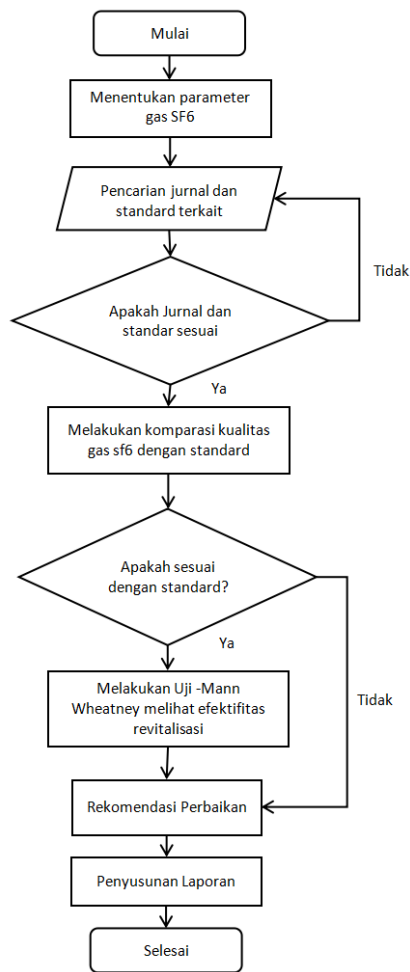 Mulai
Menentukan parameter
gas SF6
Pencarian jurnal dan
standard terkait
Tidak
Apakah Jurnal dan
standar sesuai
Ya
Melakukan komparasi kualitas
gas sf6 dengan standard
Apakah sesuai
dengan standard?
Ya
Melakukan Uji -Mann
Wheatney melihat efektifitas
revitalisasi
Tidak
Rekomendasi Perbaikan
Penyusunan Laporan
Selesai